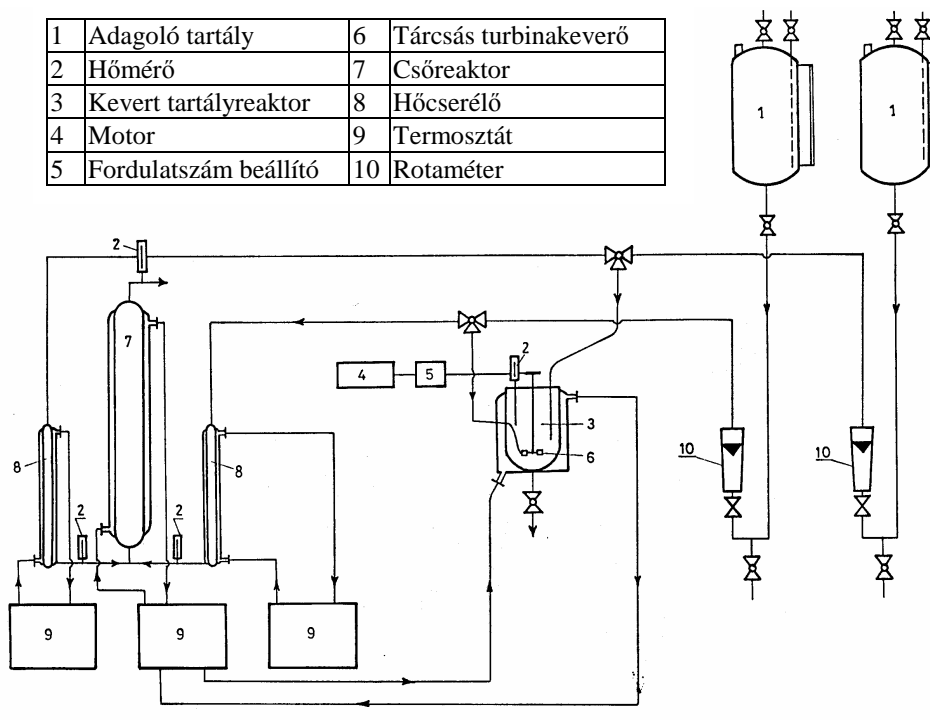 1 Adagoló tartály 6 Tárcsás turbinakeverő
2 Hőmérő 7 Csőreaktor
3 Kevert tartályreaktor 8 Hőcserélő
4 Motor 9 Termosztát
5 Fordulatszám beállító 10 Rotaméter
1 1
2
7
2
4 5
3
8 8
6
10 10
2 2
9 9 9